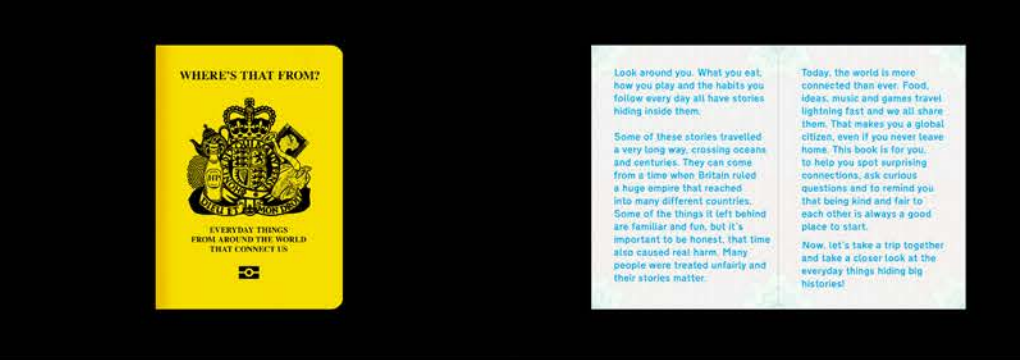 WHERE'S THAT FROM?
HP
DIEU ET MON DROIT
EVERYDAY THINGS
FROM AROUND THE WORLD
THAT CONNECT US
Look around you. What you eat,
how you play and the habits you
follow every day all have stories
hiding inside them.
Some of these stories travelled
a very long way, crossing oceans
and centuries. They can come
from a time when Britain ruled
a huge empire that reached
into many different countries.
Some of the things it left behind
are familiar and fun, but it's
important to be honest, that time
also caused real harm. Many
people were treated unfairly and
their stories matter.
Today, the world is more
connected than ever. Food,
ideas, music and games travel
lightning fast and we all share
them. That makes you a global
citizen, even if you never leave
home. This book is for you,
to help you spot surprising
connections, ask curious
questions and to remind you
that being kind and fair to
each other is always a good
place to start.
Now, let's take a trip together
and take a closer look at the
everyday things hiding big
histories!